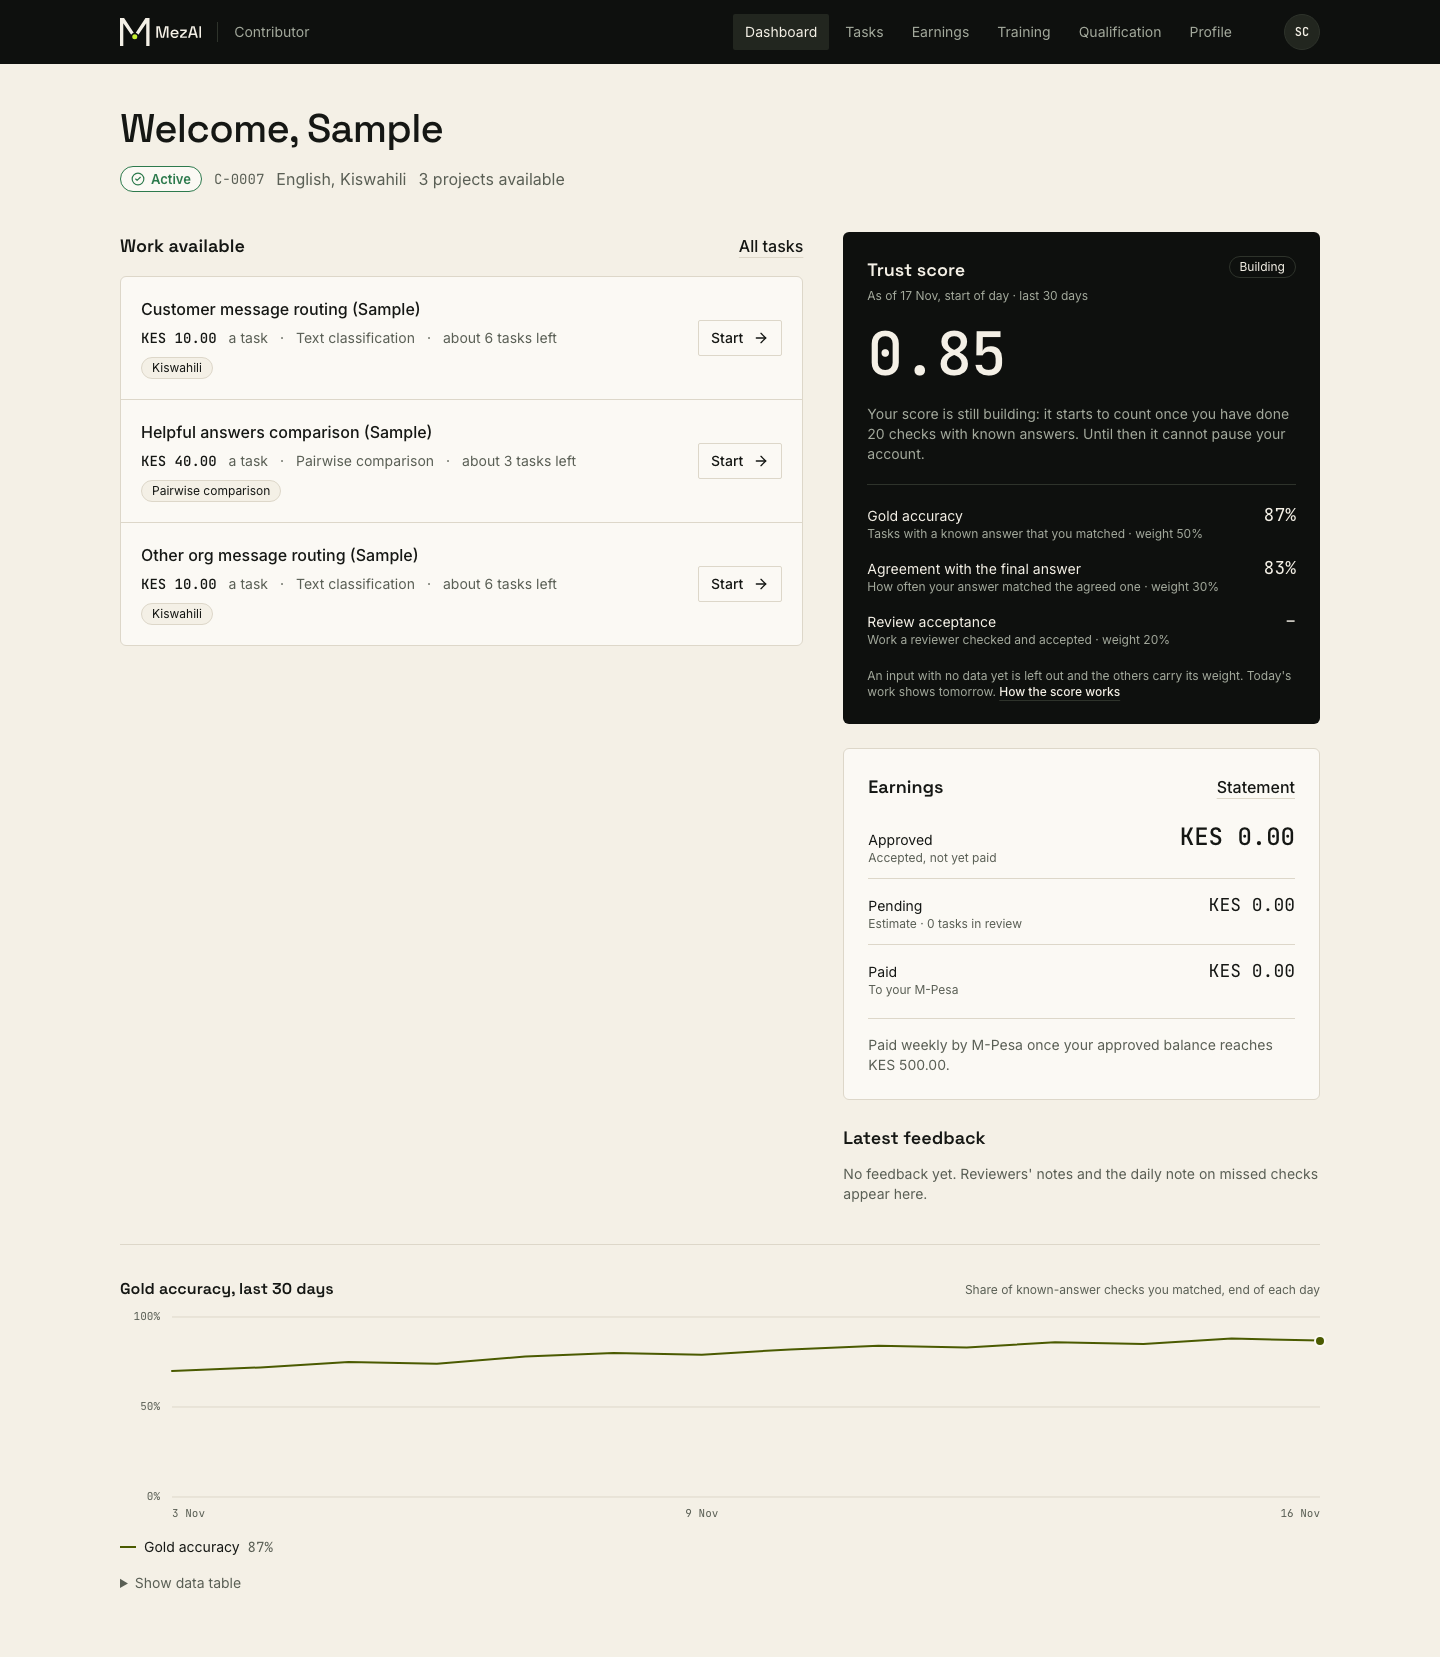 MezAI
Contributor
Dashboard
Tasks
Earnings
Training
Qualification
Profile
SC
Welcome, Sample
Active
C-0007
English, Kiswahili
3 projects available
Work available
All tasks
Customer message routing (Sample)
KES 10.00 a task · Text classification · about 6 tasks left
Kiswahili
Start
Helpful answers comparison (Sample)
KES 40.00 a task · Pairwise comparison · about 3 tasks left
Pairwise comparison
Start
Other org message routing (Sample)
KES 10.00 a task · Text classification · about 6 tasks left
Kiswahili
Start
Trust score
Building
As of 17 Nov, start of day · last 30 days
0.85
Your score is still building: it starts to count once you have done
20 checks with known answers. Until then it cannot pause your
account.
Gold accuracy
87%
Tasks with a known answer that you matched · weight 50%
Agreement with the final answer
83%
How often your answer matched the agreed one · weight 30%
Review acceptance
–
Work a reviewer checked and accepted · weight 20%
An input with no data yet is left out and the others carry its weight. Today's
work shows tomorrow. How the score works
Earnings
Statement
Approved
KES 0.00
Accepted, not yet paid
Pending
KES 0.00
Estimate · 0 tasks in review
Paid
KES 0.00
To your M-Pesa
Paid weekly by M-Pesa once your approved balance reaches
KES 500.00.
Latest feedback
No feedback yet. Reviewers' notes and the daily note on missed checks
appear here.
Gold accuracy, last 30 days
Share of known-answer checks you matched, end of each day
100%
50%
0%
3 Nov
9 Nov
16 Nov
Gold accuracy 87%
Show data table